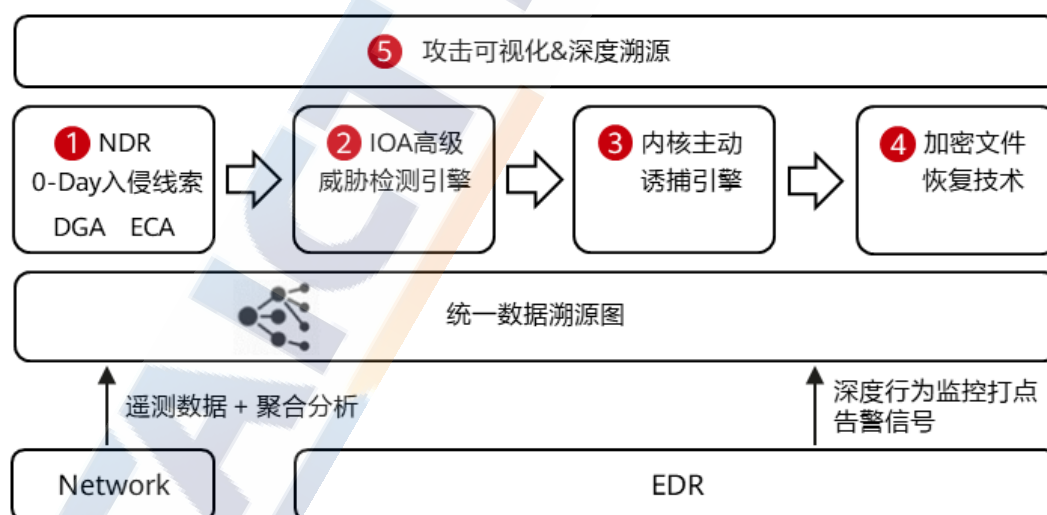 5 攻击可视化&深度溯源
1 NDR
0-Day入侵线索
DGA ECA
2 IOA高级
威胁检测引擎
3 内核主动
诱捕引擎
4 加密文件
恢复技术
统一数据溯源图
遥测数据 + 聚合分析
深度行为监控打点
告警信号
Network
EDR